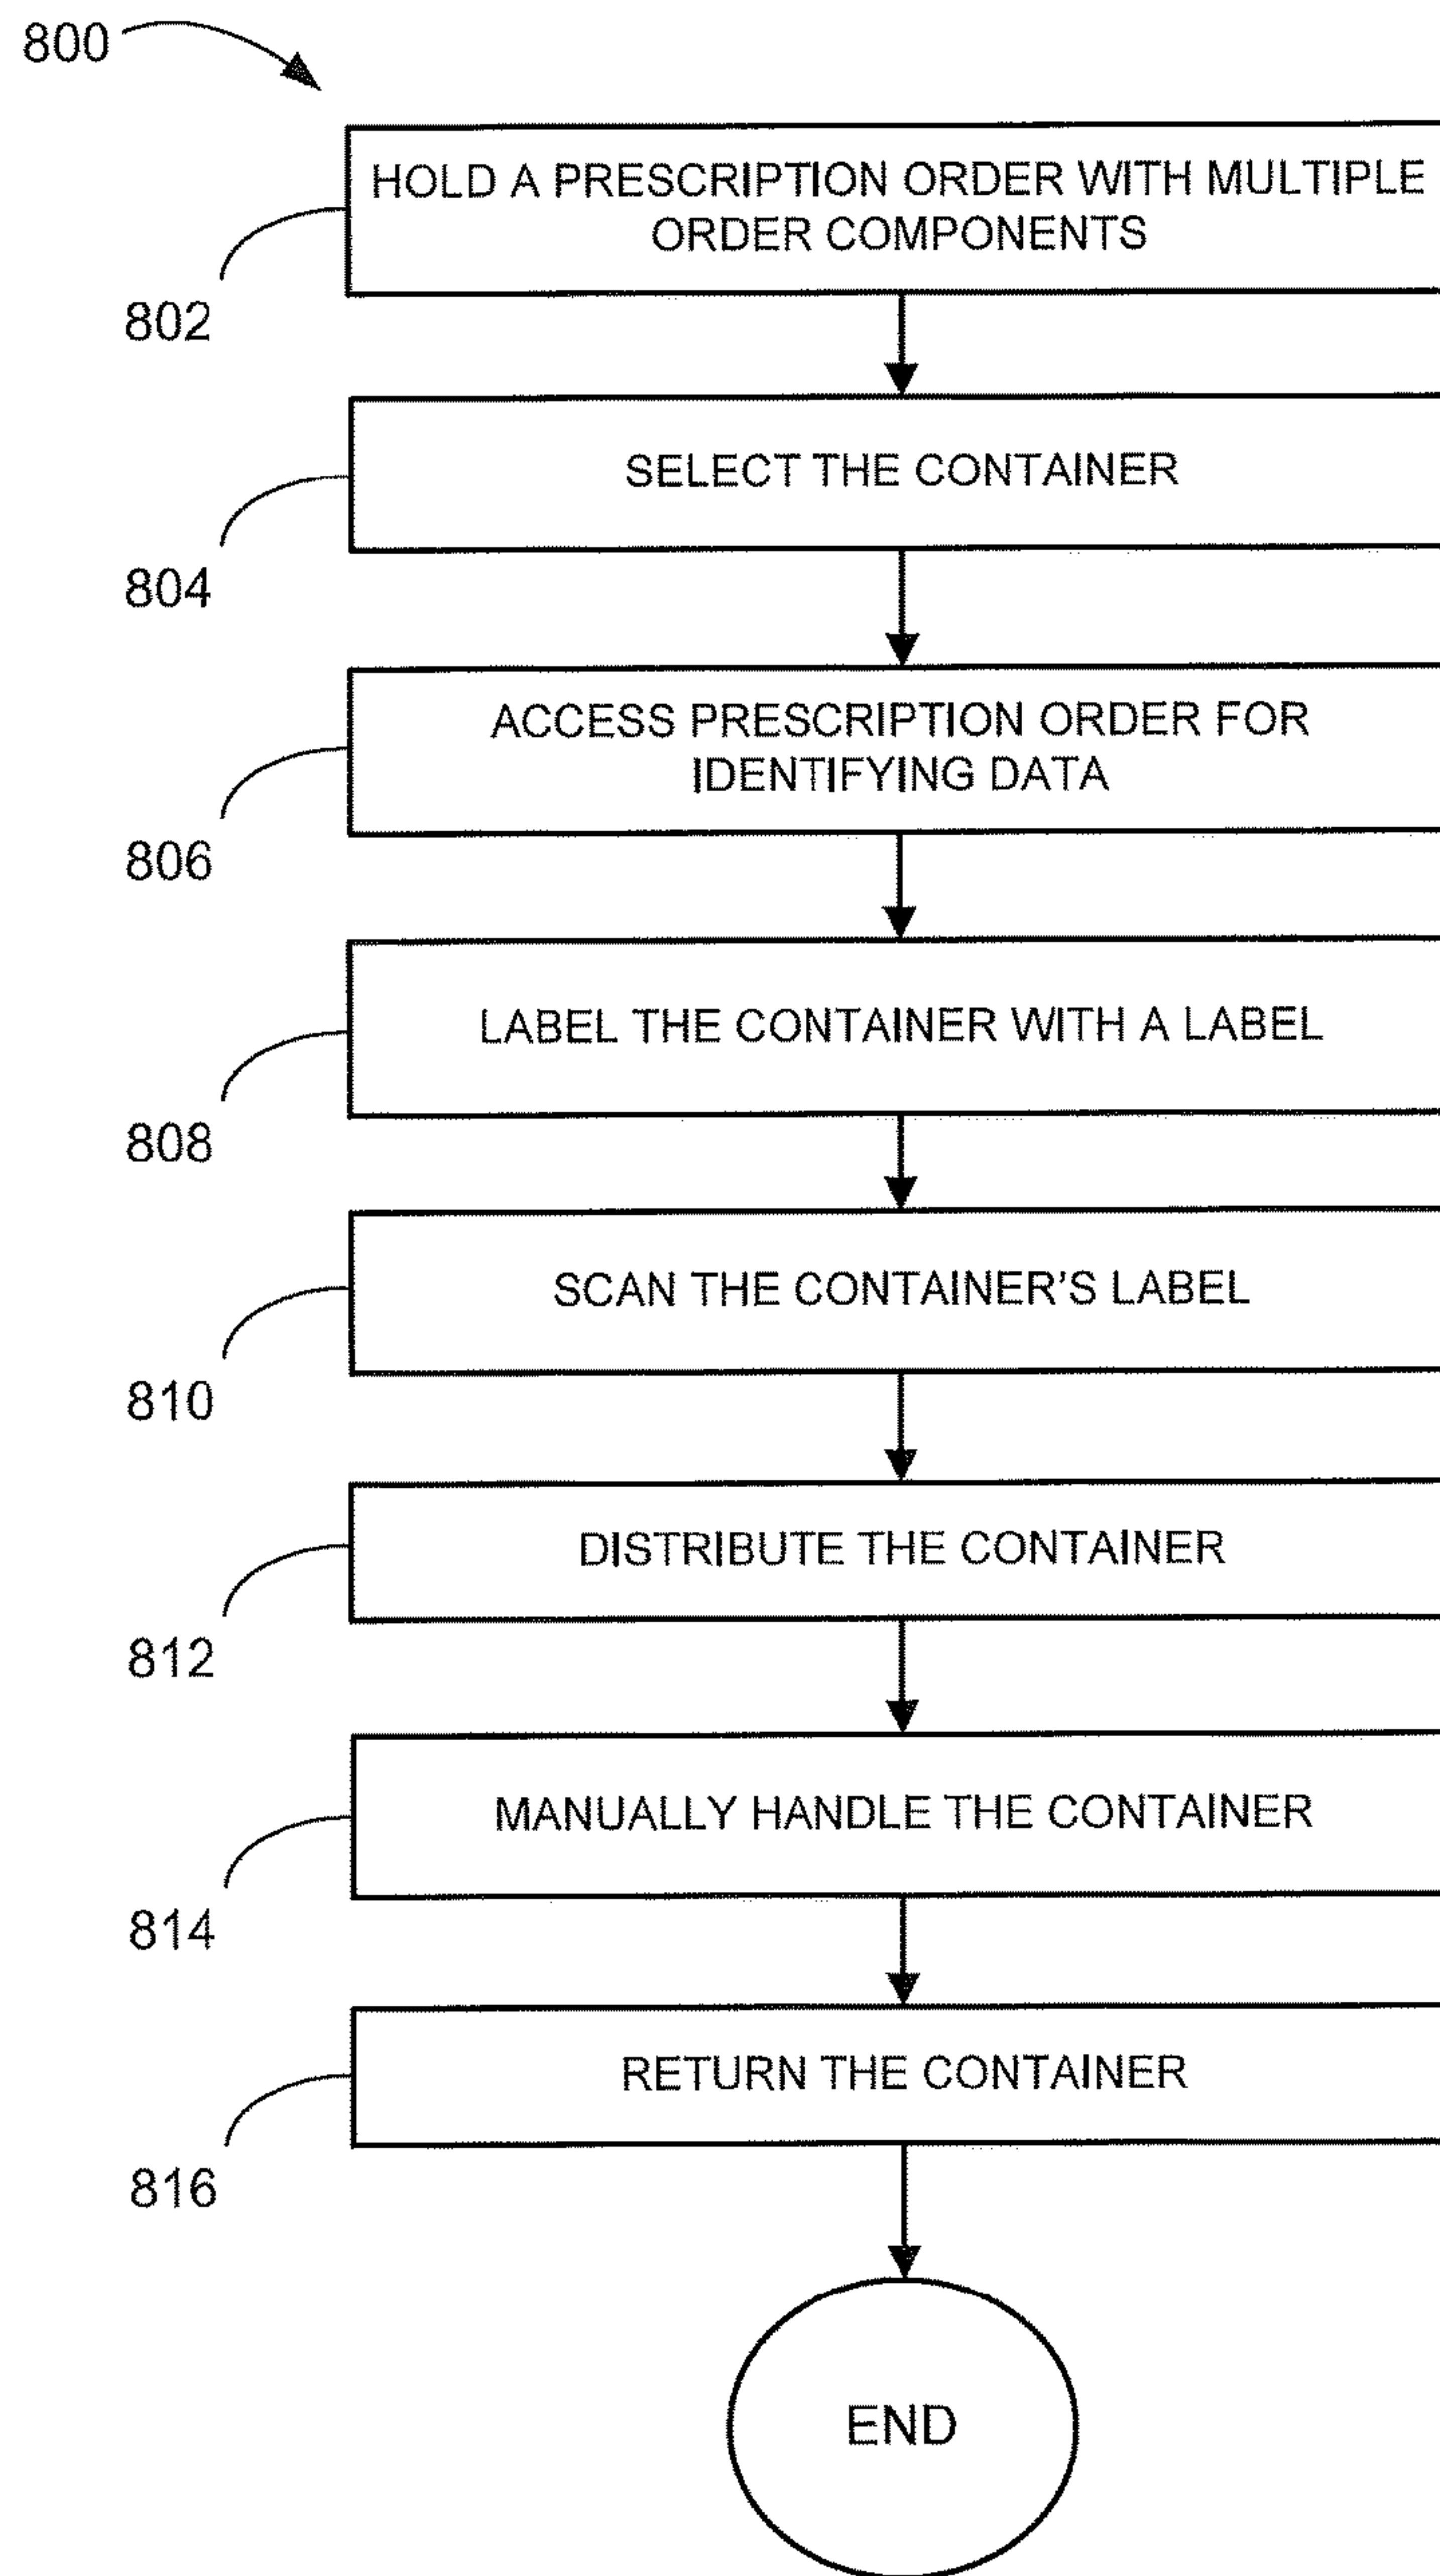 800
HOLD A PRESCRIPTION ORDER WITH MULTIPLE
ORDER COMPONENTS
802
SELECT THE CONTAINER
804
ACCESS PRESCRIPTION ORDER FOR
IDENTIFYING DATA
806
LABEL THE CONTAINER WITH A LABEL
808
SCAN THE CONTAINER'S LABEL
810
DISTRIBUTE THE CONTAINER
812
MANUALLY HANDLE THE CONTAINER
814
RETURN THE CONTAINER
816
END